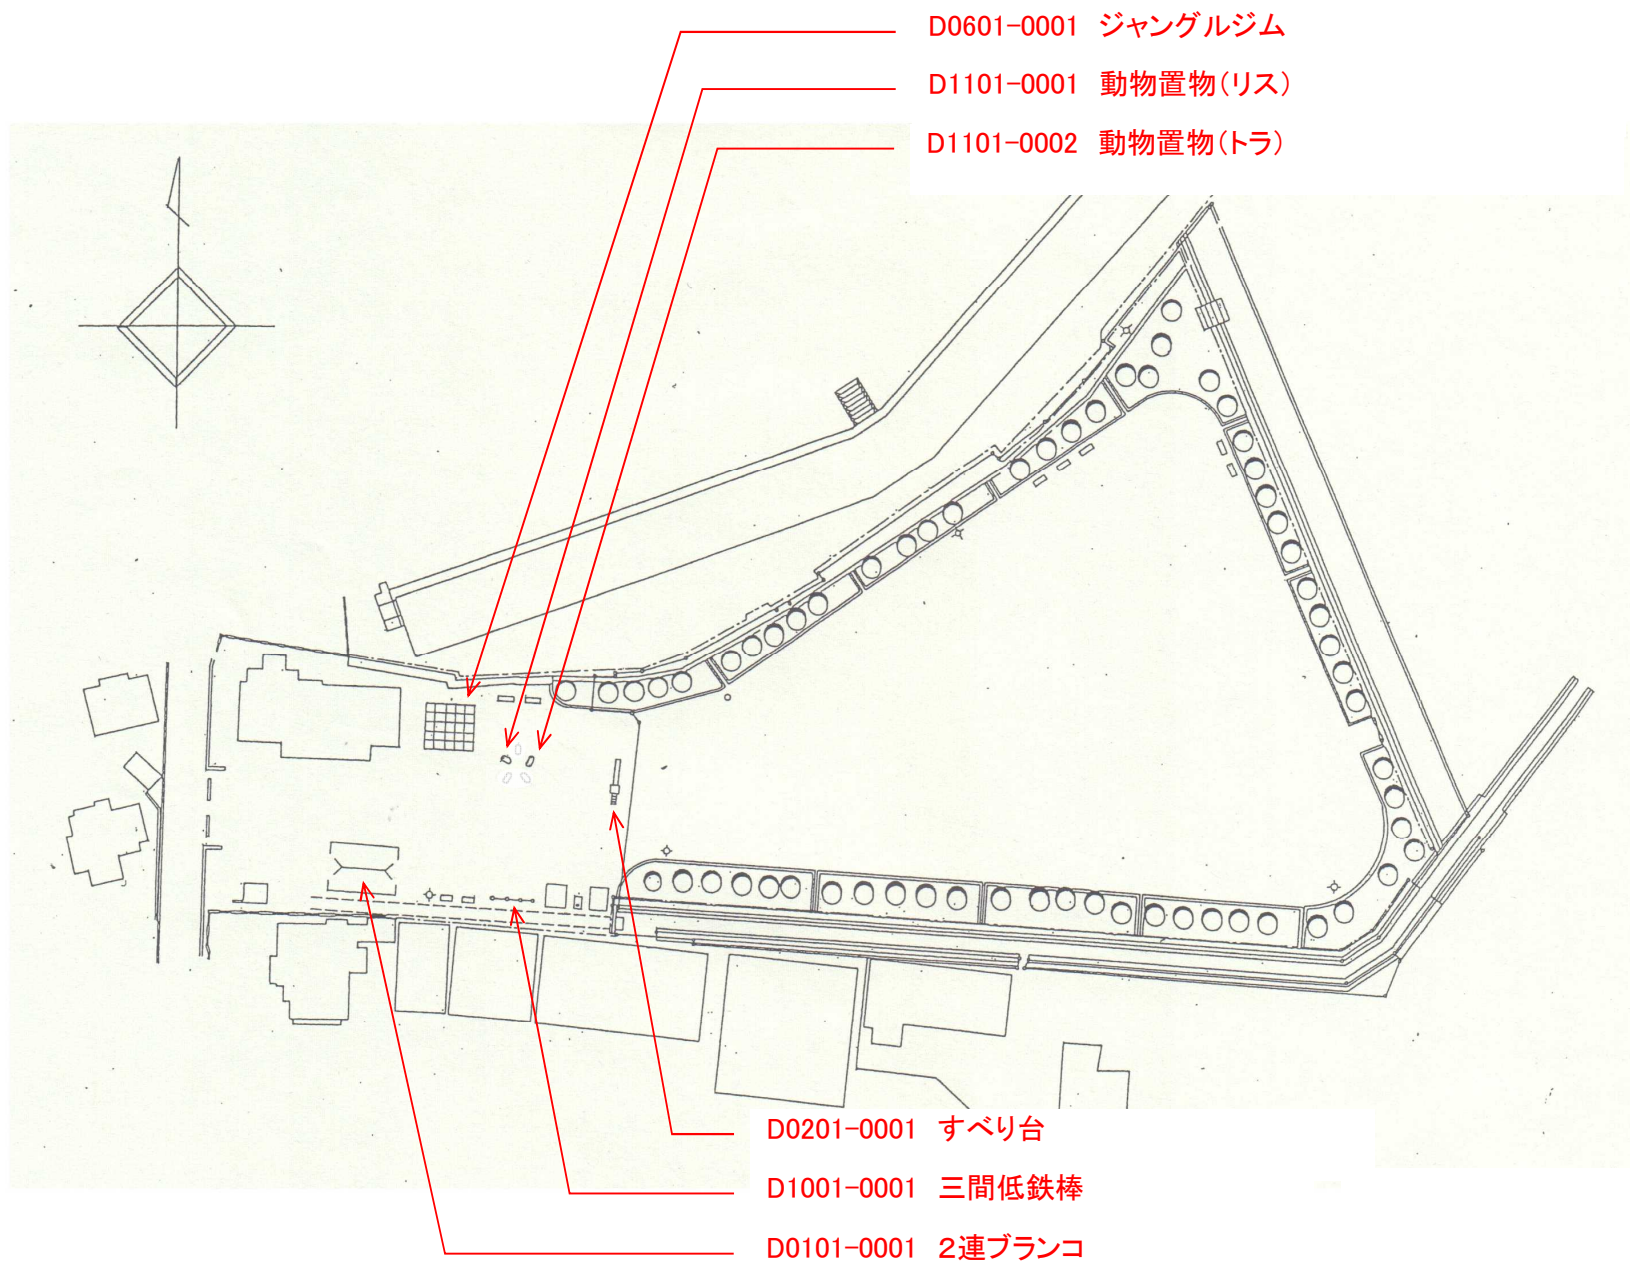 D0601-0001 ジャングルジム
D1101-0001 動物置物(リス)
D1101-0002 動物置物(トラ)
D0201-0001 すべり台
D1001-0001 三間低鉄棒
D0101-0001 2連ブランコ